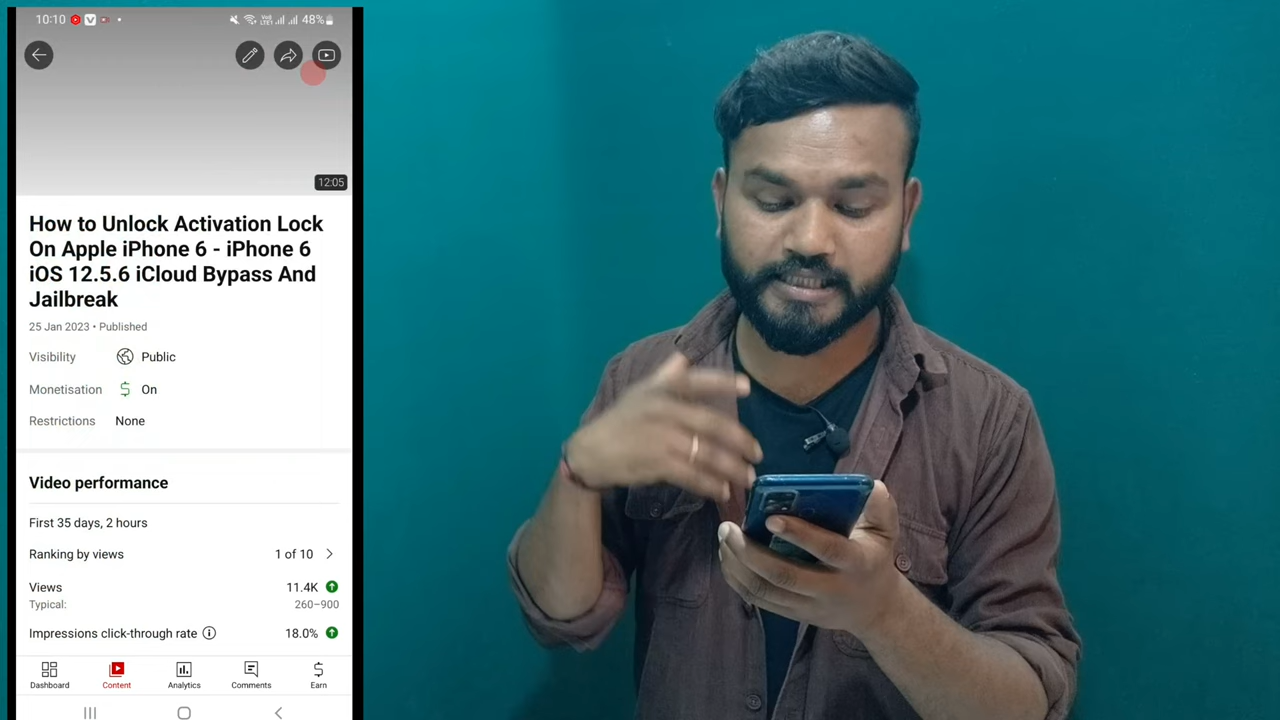 10:10
48%
12:05
How to Unlock Activation Lock
On Apple iPhone 6 - iPhone 6
iOS 12.5.6 iCloud Bypass And
Jailbreak
25 Jan 2023 • Published
Visibility Public
Monetisation On
Restrictions None
Video performance
First 35 days, 2 hours
Ranking by views 1 of 10
Views 11.4K
Typical: 260–900
Impressions click-through rate 18.0%
Dashboard Content Analytics Comments Earn